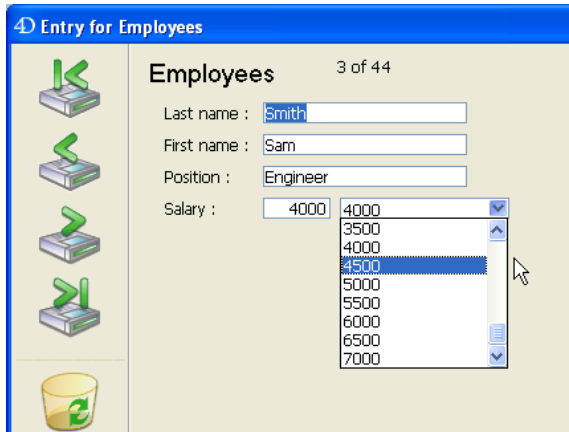 4D Entry for Employees
Employees 3 of 44
Last name : Smith
First name : Sam
Position : Engineer
Salary : 4000 4000
3500
4000
4500
5000
5500
6000
6500
7000